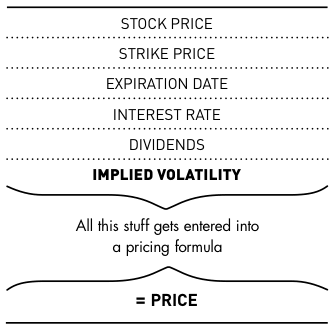 STOCK PRICE
STRIKE PRICE
EXPIRATION DATE
INTEREST RATE
DIVIDENDS
IMPLIED VOLATILITY
All this stuff gets entered into
a pricing formula
= PRICE